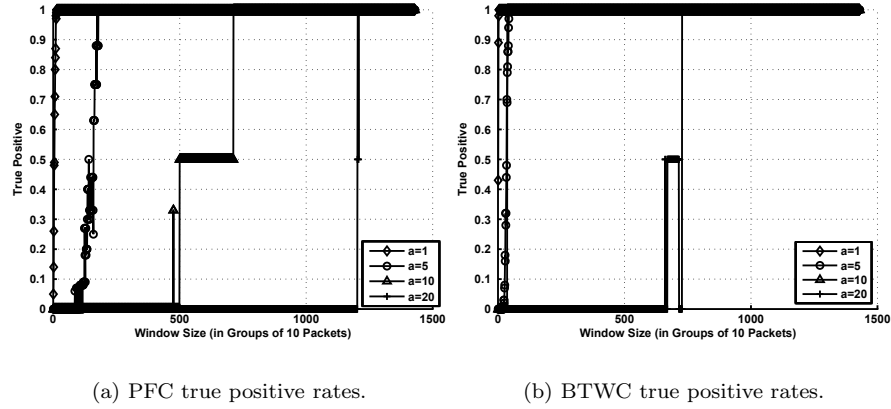 1
0.9
0.8
0.7
0.6
0.5
0.4
0.3
0.2
0.1
0
True Positive
0 500 1000 1500
Window Size (in Groups of 10 Packets)
a=1
a=5
a=10
a=20
(a) PFC true positive rates.
1
0.9
0.8
0.7
0.6
0.5
0.4
0.3
0.2
0.1
0
True Positive
0 500 1000 1500
Window Size (in Groups of 10 Packets)
a=1
a=5
a=10
a=20
(b) BTWC true positive rates.